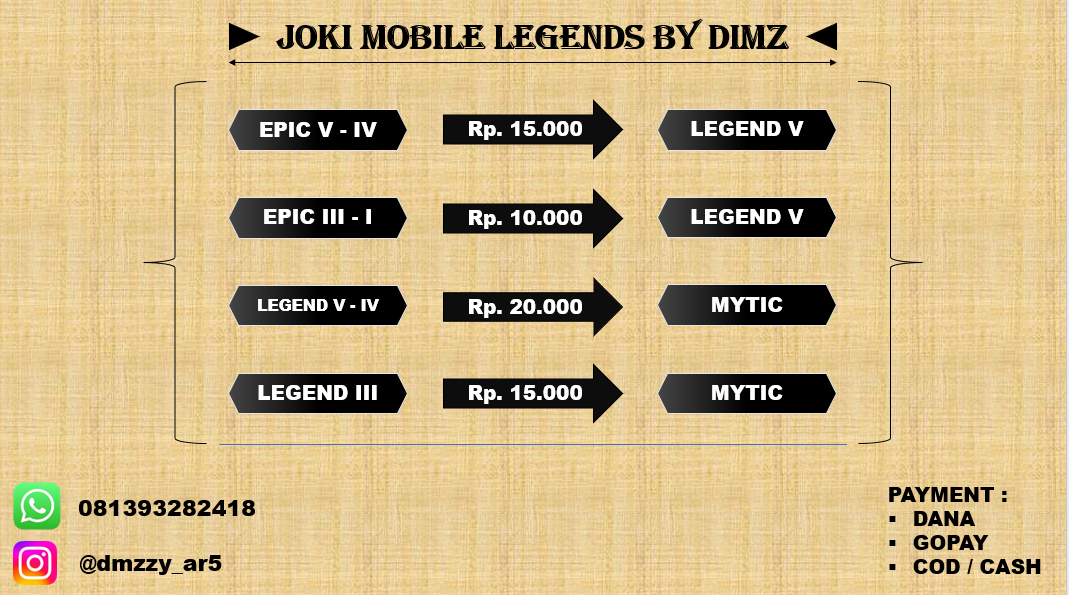 JOKI MOBILE LEGENDS BY DIMZ
EPIC V - IV Rp. 15.000 LEGEND V
EPIC III - I Rp. 10.000 LEGEND V
LEGEND V - IV Rp. 20.000 MYTIC
LEGEND III Rp. 15.000 MYTIC
081393282418
@dmzzy_ar5
PAYMENT :
▪ DANA
▪ GOPAY
▪ COD / CASH